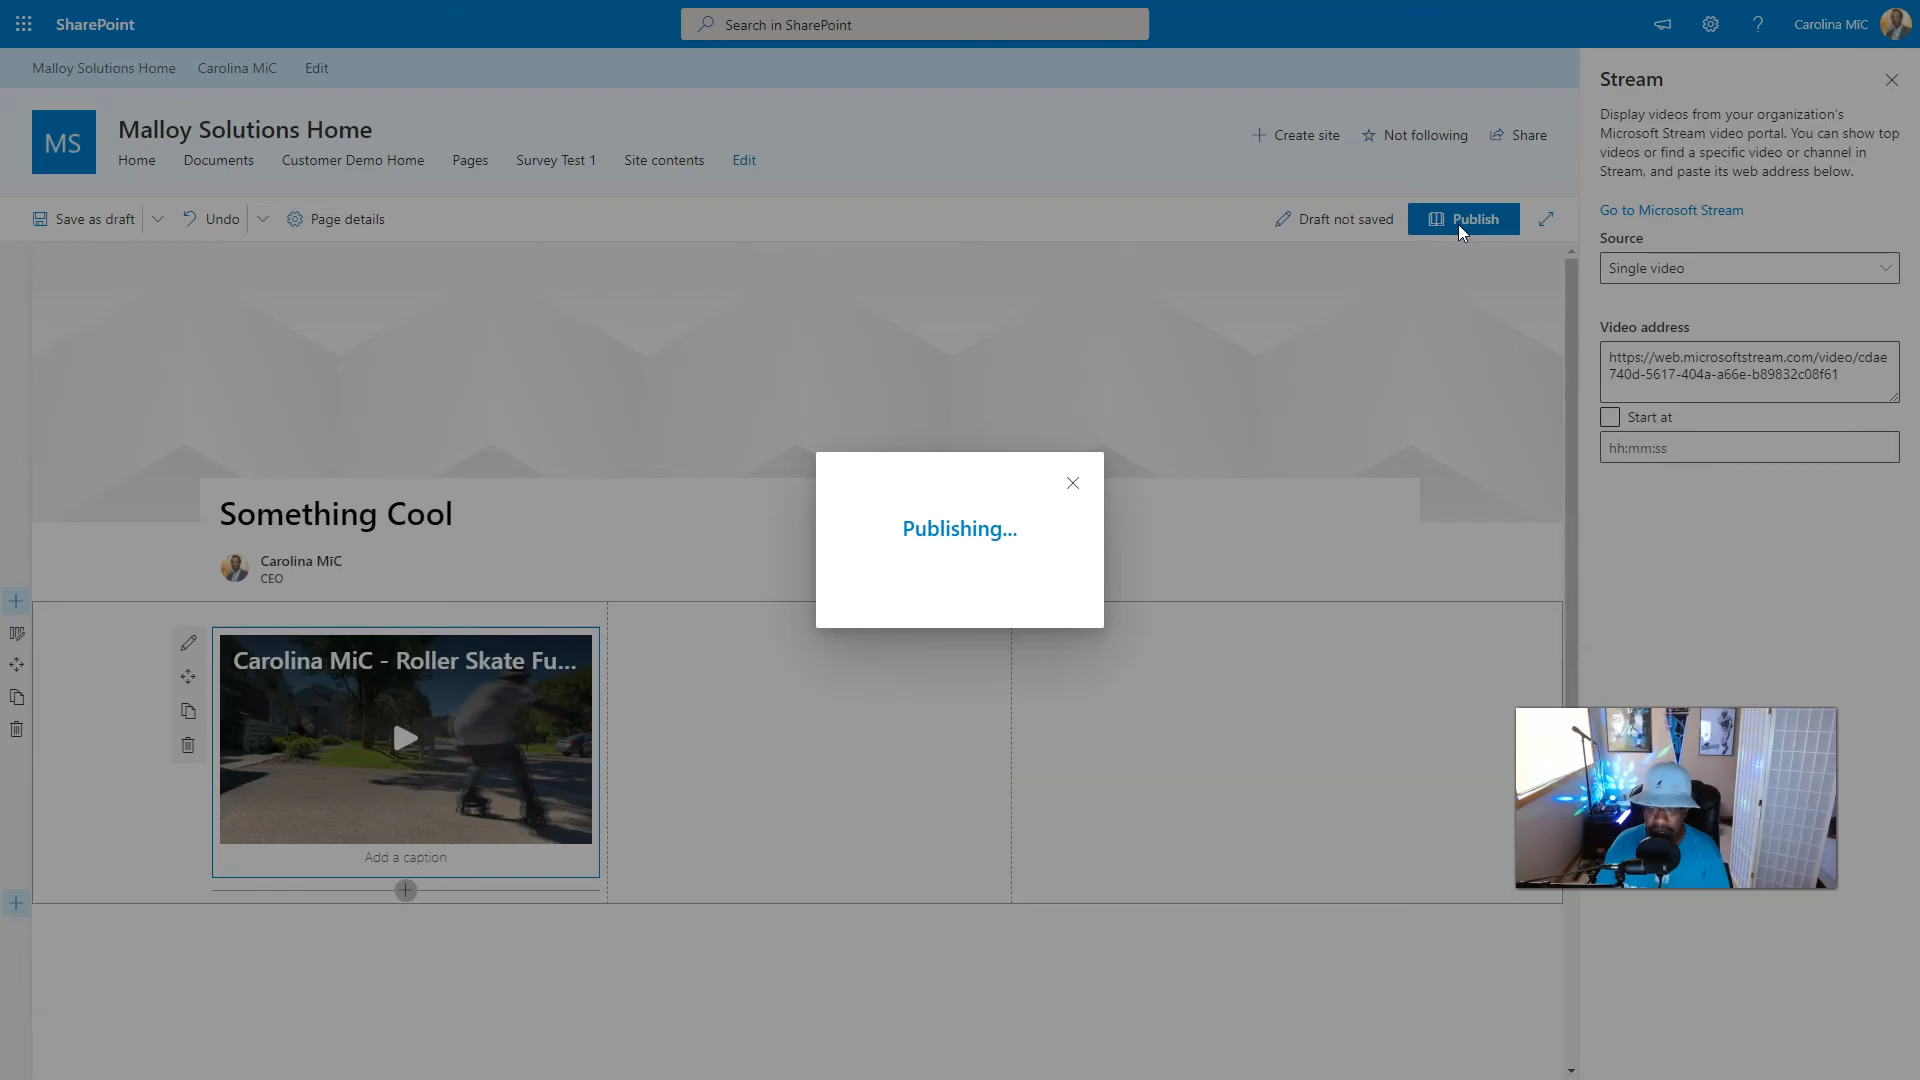 SharePoint
Search in SharePoint
Carolina MiC
Malloy Solutions Home
Carolina MiC
Edit
MS
Malloy Solutions Home
Home
Documents
Customer Demo Home
Pages
Survey Test 1
Site contents
Edit
Create site
Not following
Share
Save as draft
Undo
Page details
Draft not saved
Publish
Stream
Display videos from your organization's
Microsoft Stream video portal. You can show top
videos or find a specific video or channel in
Stream, and paste its web address below.
Go to Microsoft Stream
Source
Single video
Video address
https://web.microsoftstream.com/video/cdae
740d-5617-404a-a66e-b89832c08f61
Start at
hh:mm:ss
Publishing...
Something Cool
Carolina MiC
CEO
Carolina MiC - Roller Skate Fu...
Add a caption